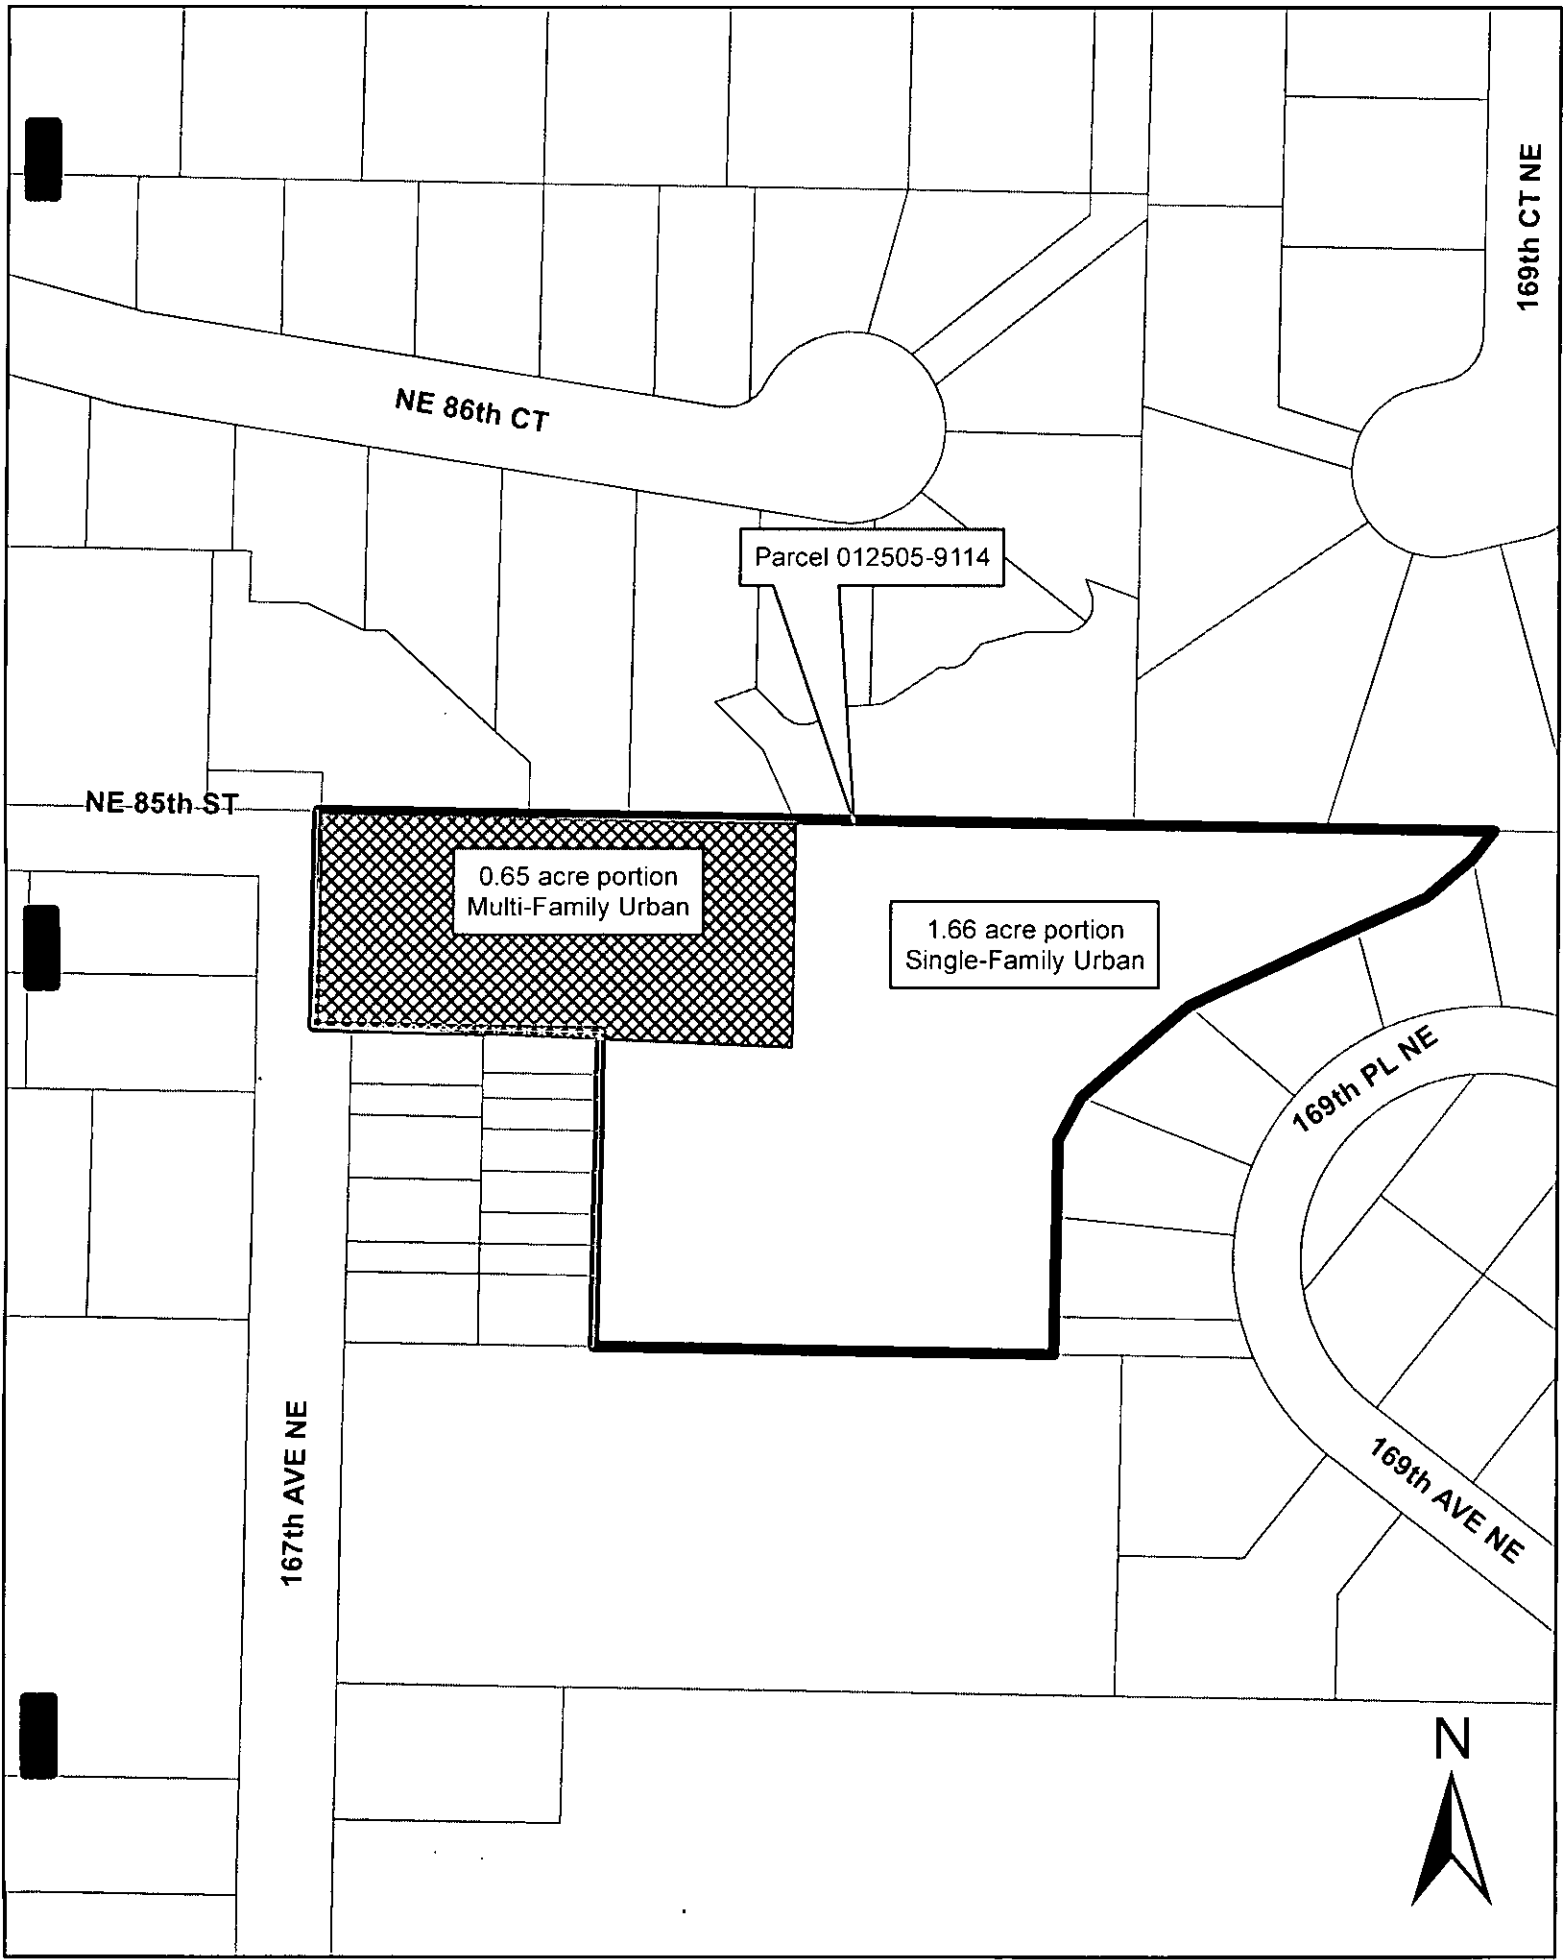 169th CT NE
NE 86th CT
Parcel 012505-9114
NE 85th ST
0.65 acre portion
Multi-Family Urban
1.66 acre portion
Single-Family Urban
169th PL NE
167th AVE NE
169th AVE NE
N